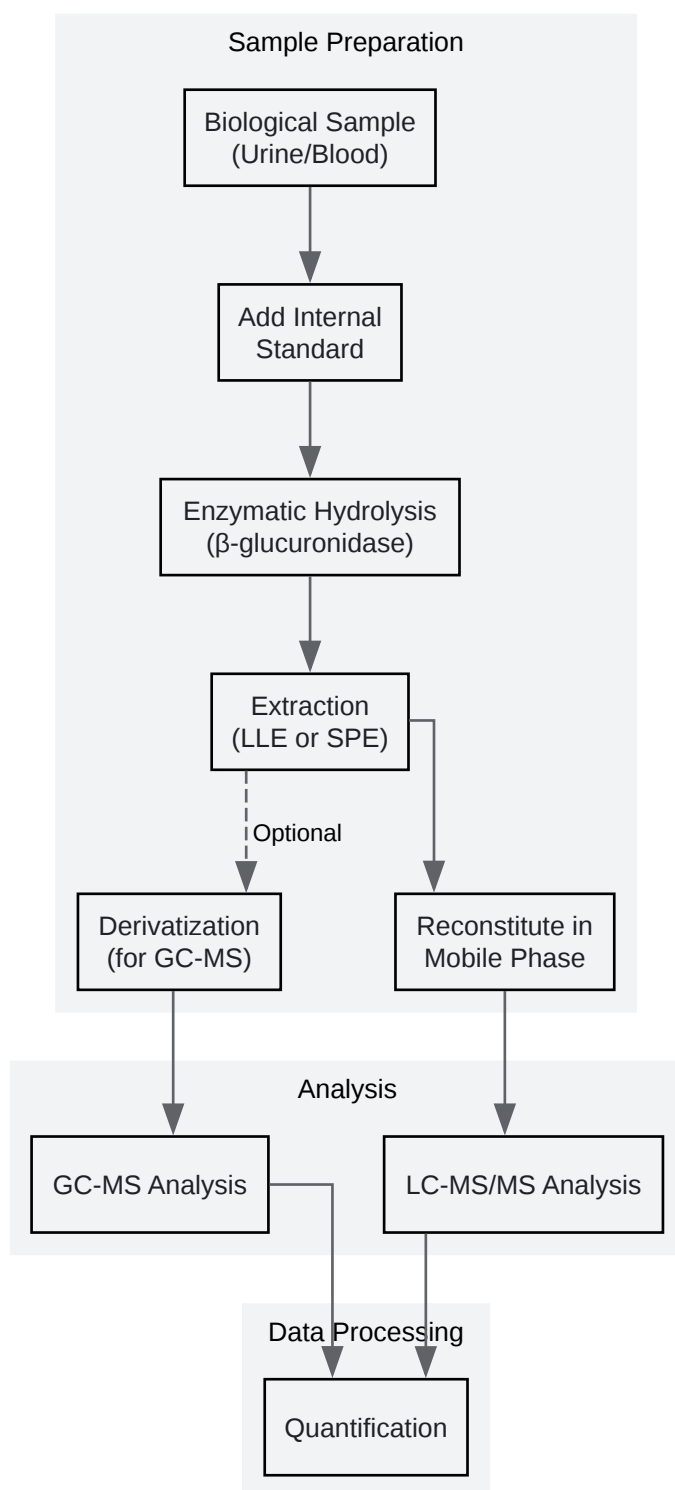 Sample Preparation
Biological Sample
(Urine/Blood)
Add Internal
Standard
Enzymatic Hydrolysis
(β-glucuronidase)
Extraction
(LLE or SPE)
Optional
Derivatization
(for GC-MS)
Reconstitute in
Mobile Phase
Analysis
GC-MS Analysis
LC-MS/MS Analysis
Data Processing
Quantification